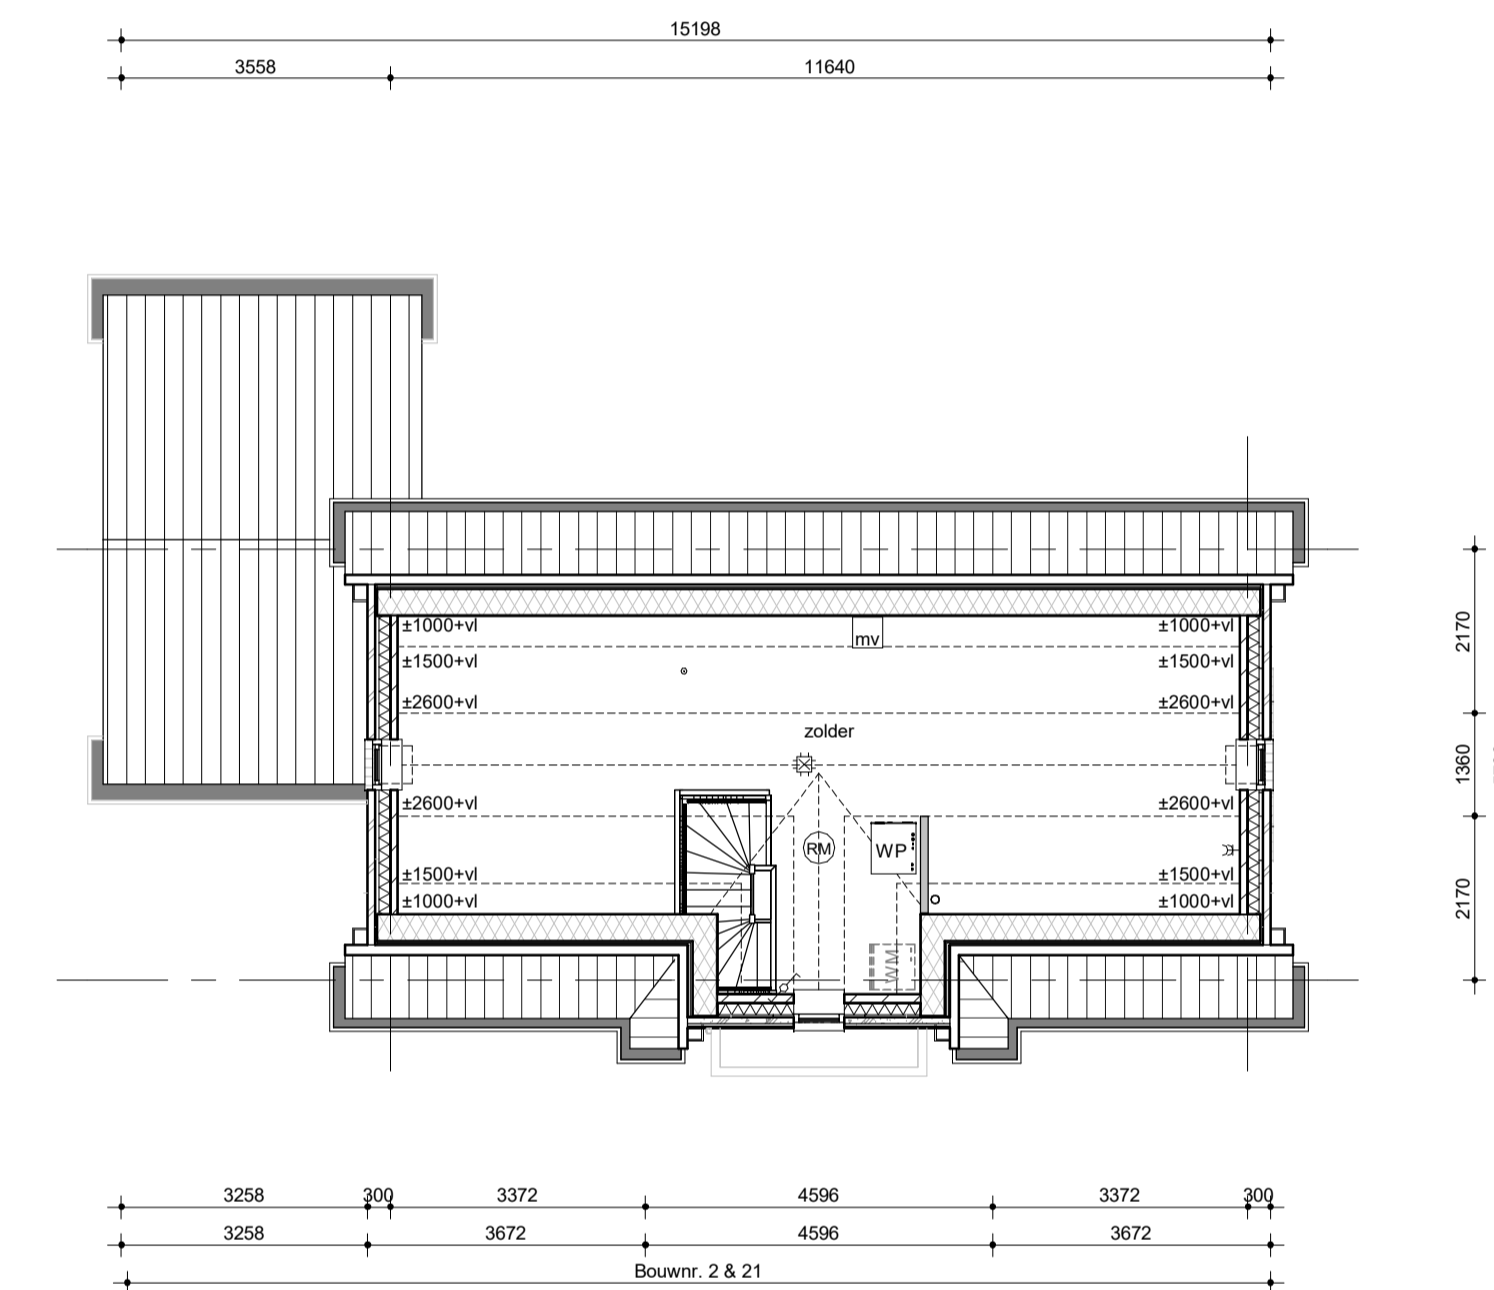 15198
3558 11640
±1000+vl mv ±1000+vl
±1500+vl ±1500+vl
±2600+vl ±2600+vl
zolder
±2600+vl ±2600+vl
RM WP
±1500+vl ±1500+vl
±1000+vl ±1000+vl
WM
2170
1360
2170
3258 300 3372 4596 3372 300
3258 3672 4596 3672
Bouwnr. 2 & 21